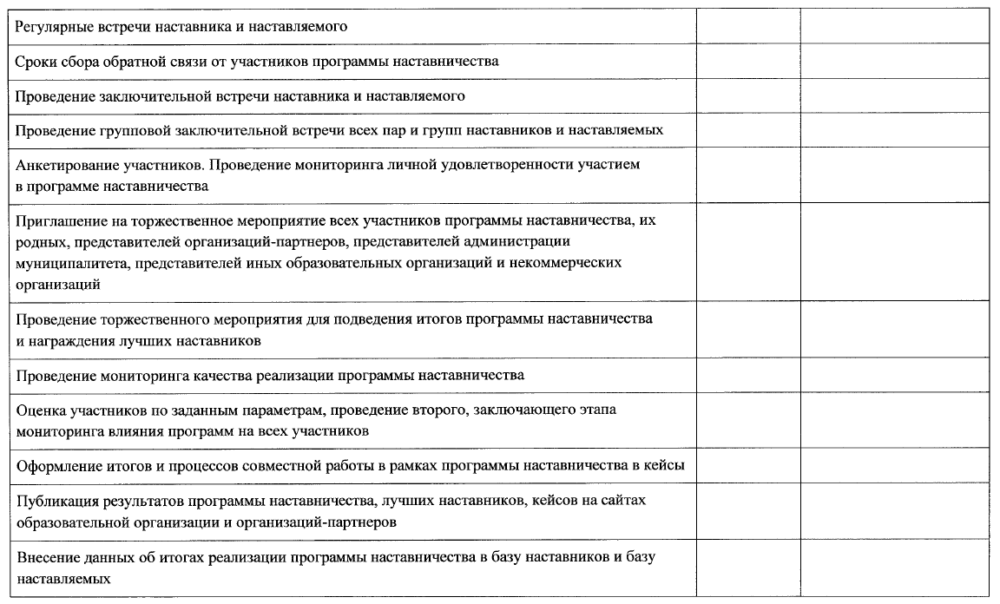 Регулярные встречи наставника и наставляемого
Сроки сбора обратной связи от участников программы наставничества
Проведение заключительной встречи наставника и наставляемого
Проведение групповой заключительной встречи всех пар и групп наставников и наставляемых
Анкетирование участников. Проведение мониторинга личной удовлетворенности участием
в программе наставничества
Приглашение на торжественное мероприятие всех участников программы наставничества, их
родных, представителей организаций-партнеров, представителей администрации
муниципалитета, представителей иных образовательных организаций и некоммерческих
организаций
Проведение торжественного мероприятия для подведения итогов программы наставничества
и награждения лучших наставников
Проведение мониторинга качества реализации программы наставничества
Оценка участников по заданным параметрам, проведение второго, заключающего этапа
мониторинга влияния программ на всех участников
Оформление итогов и процессов совместной работы в рамках программы наставничества в кейсы
Публикация результатов программы наставничества, лучших наставников, кейсов на сайтах
образовательной организации и организаций-партнеров
Внесение данных об итогах реализации программы наставничества в базу наставников и базу
наставляемых